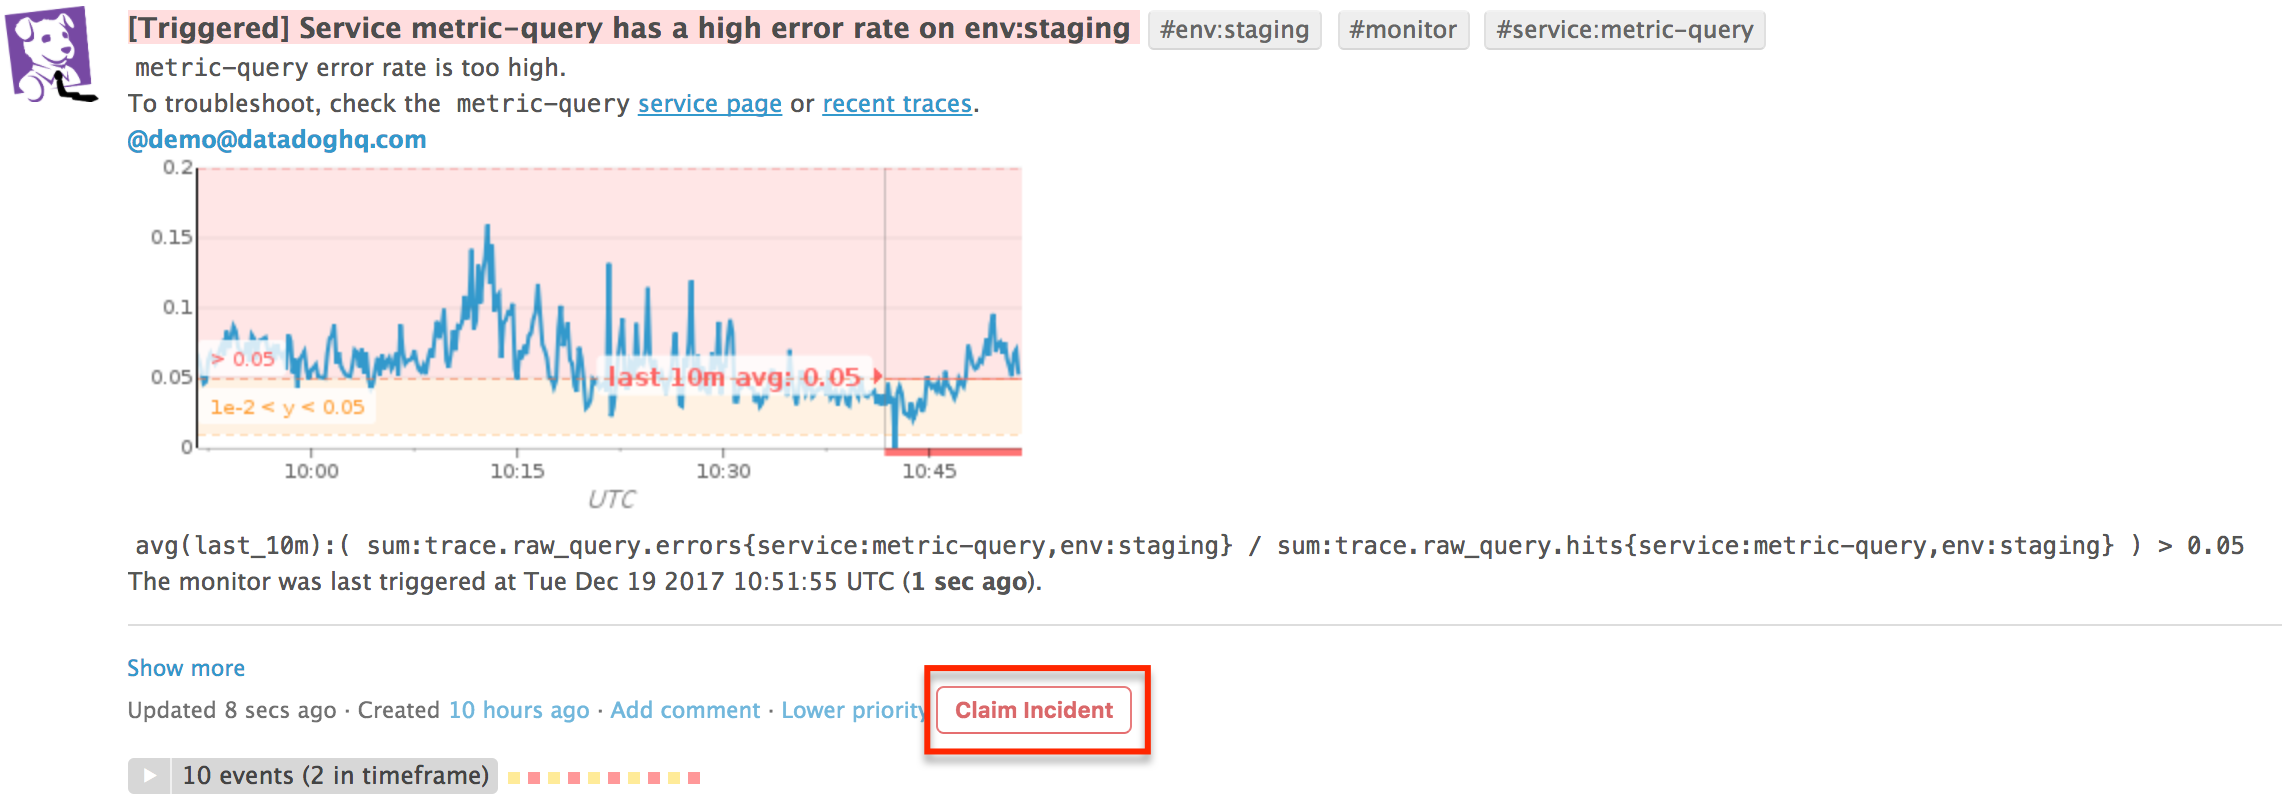 [Triggered] Service metric-query has a high error rate on env:staging #env:staging #monitor #service:metric-query
metric-query error rate is too high.
To troubleshoot, check the metric-query service page or recent traces.
@demo@datadoghq.com
0.2
0.15
0.1
> 0.05
0.05
last 10m avg: 0.05
1e-2 < y < 0.05
0
10:00 10:15 10:30 10:45
UTC
avg(last_10m):( sum:trace.raw_query.errors{service:metric-query,env:staging} / sum:trace.raw_query.hits{service:metric-query,env:staging} ) > 0.05
The monitor was last triggered at Tue Dec 19 2017 10:51:55 UTC (1 sec ago).
Show more
Updated 8 secs ago · Created 10 hours ago · Add comment · Lower priority Claim Incident
10 events (2 in timeframe)